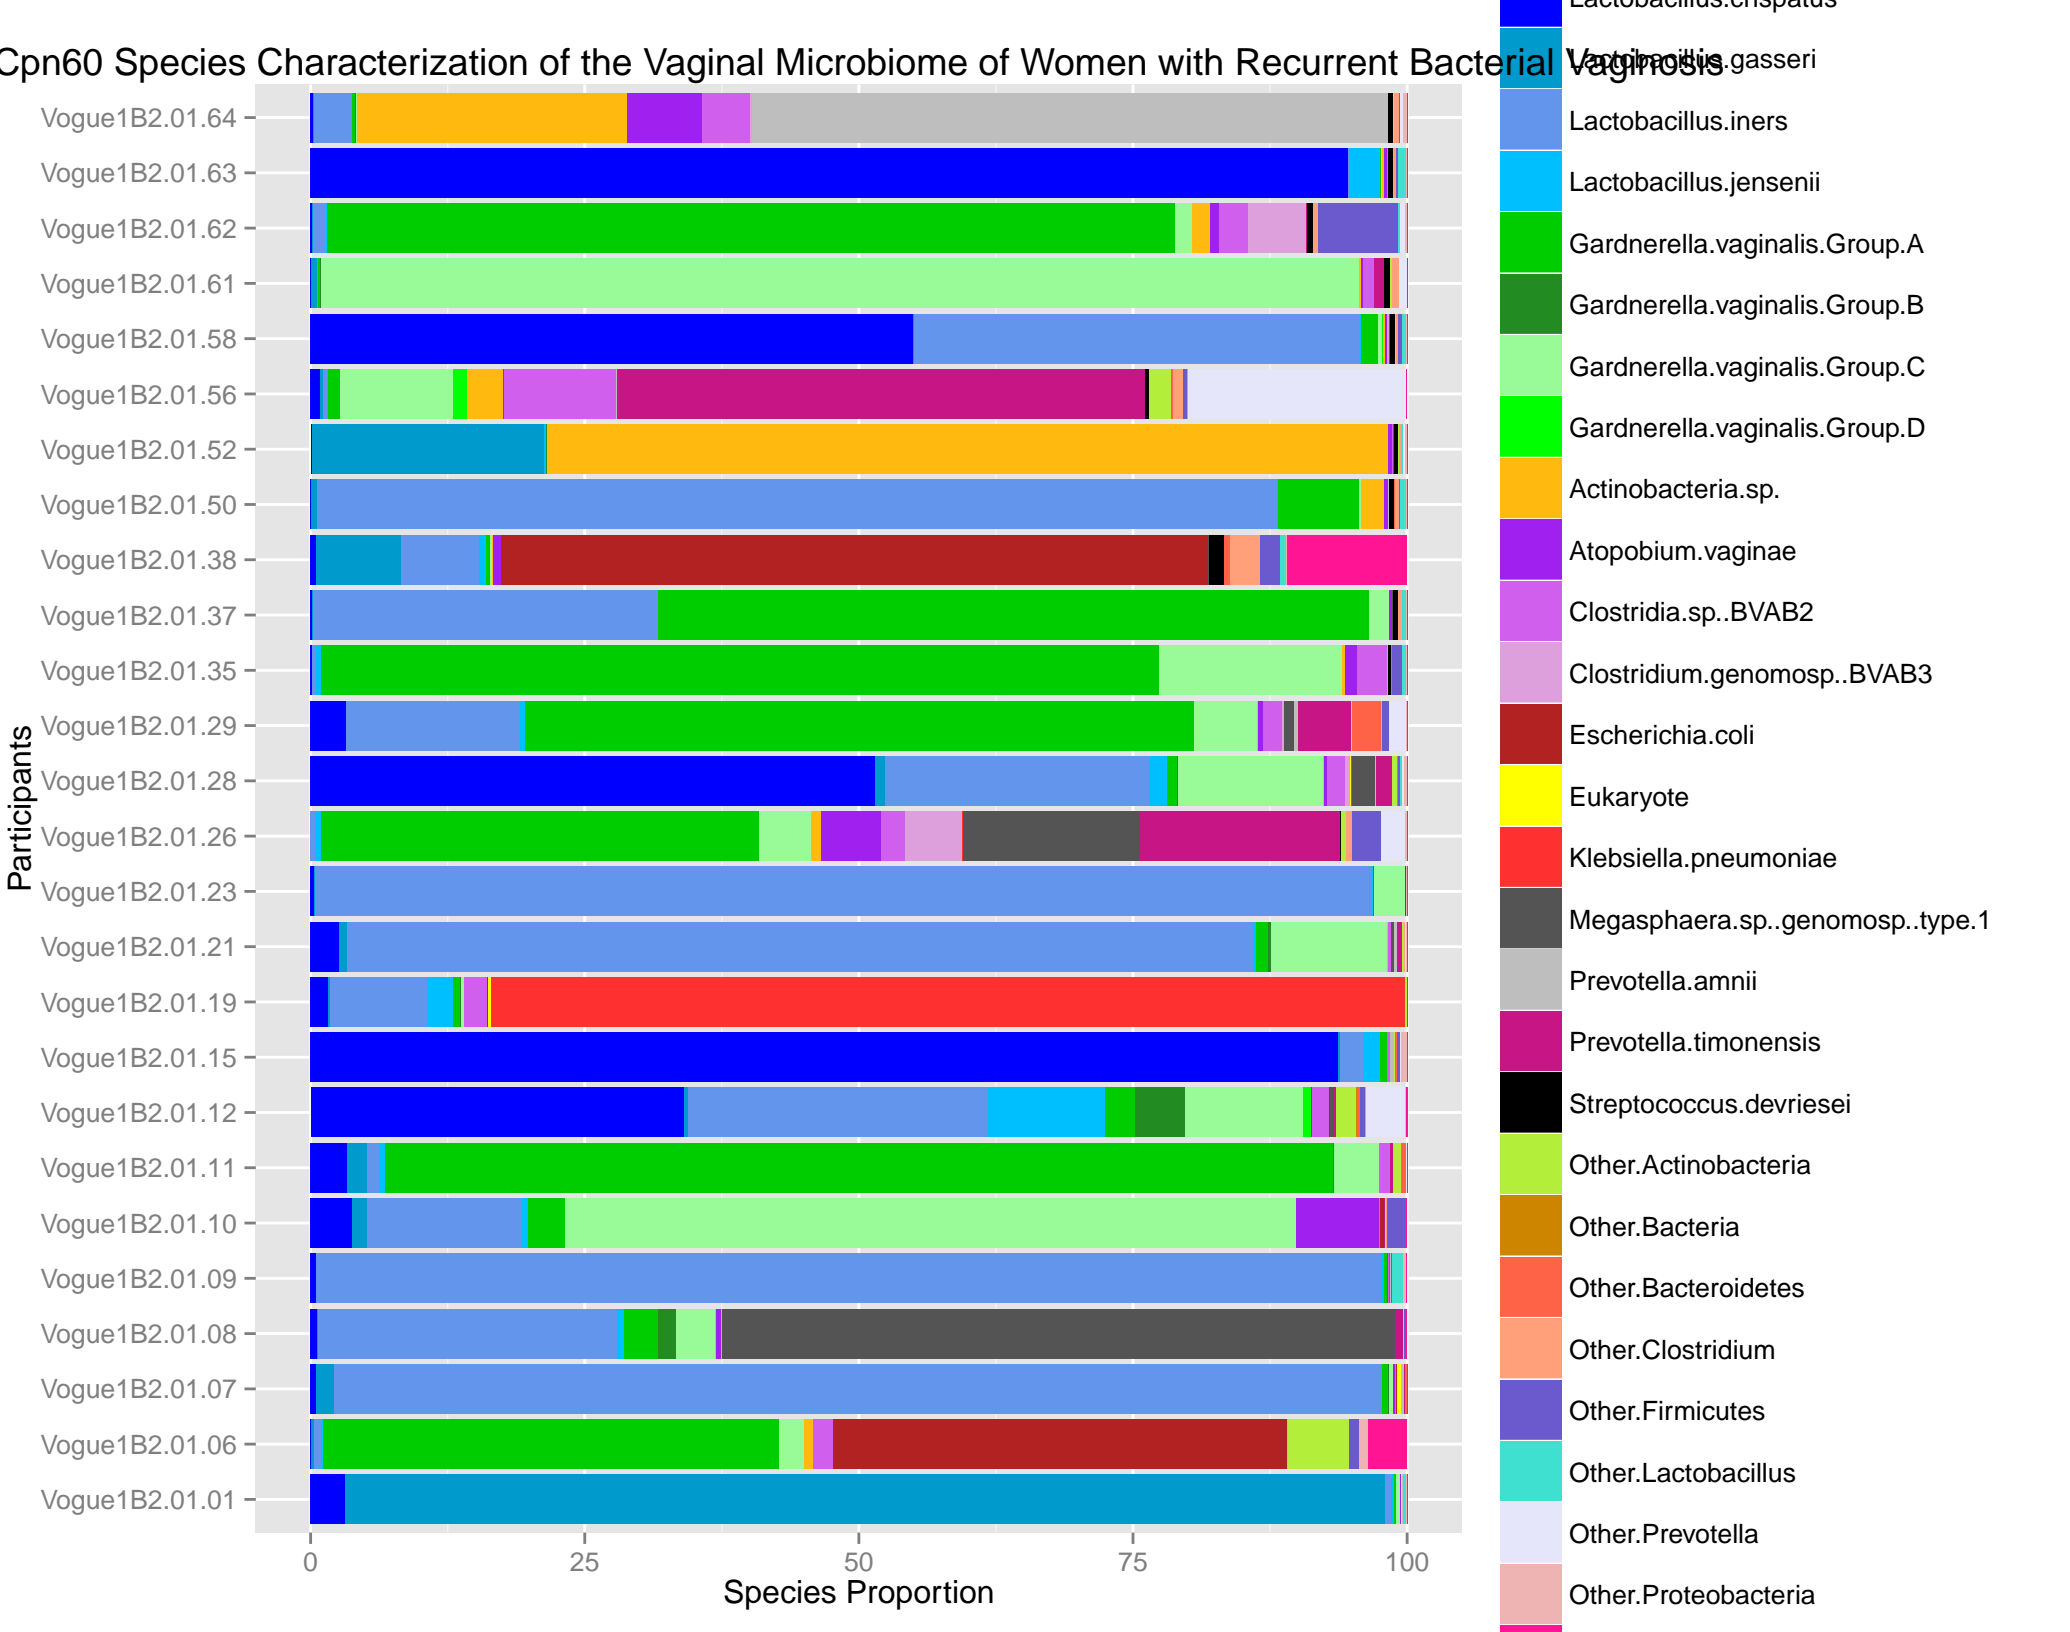 Lactobacillus.crispatus
Cpn60 Species Characterization of the Vaginal Microbiome of Women with Recurrent Bacterial Vaginosis
Lactobacillus.gasseri
Lactobacillus.iners
Lactobacillus.jensenii
Gardnerella.vaginalis.Group.A
Gardnerella.vaginalis.Group.B
Gardnerella.vaginalis.Group.C
Gardnerella.vaginalis.Group.D
Actinobacteria.sp.
Atopobium.vaginae
Clostridia.sp..BVAB2
Clostridium.genomosp..BVAB3
Escherichia.coli
Eukaryote
Klebsiella.pneumoniae
Megasphaera.sp..genomosp..type.1
Prevotella.amnii
Prevotella.timonensis
Streptococcus.devriesei
Other.Actinobacteria
Other.Bacteria
Other.Bacteroidetes
Other.Clostridium
Other.Firmicutes
Other.Lactobacillus
Other.Prevotella
Other.Proteobacteria
Participants
Vogue1B2.01.64
Vogue1B2.01.63
Vogue1B2.01.62
Vogue1B2.01.61
Vogue1B2.01.58
Vogue1B2.01.56
Vogue1B2.01.52
Vogue1B2.01.50
Vogue1B2.01.38
Vogue1B2.01.37
Vogue1B2.01.35
Vogue1B2.01.29
Vogue1B2.01.28
Vogue1B2.01.26
Vogue1B2.01.23
Vogue1B2.01.21
Vogue1B2.01.19
Vogue1B2.01.15
Vogue1B2.01.12
Vogue1B2.01.11
Vogue1B2.01.10
Vogue1B2.01.09
Vogue1B2.01.08
Vogue1B2.01.07
Vogue1B2.01.06
Vogue1B2.01.01
0 25 50 75 100
Species Proportion